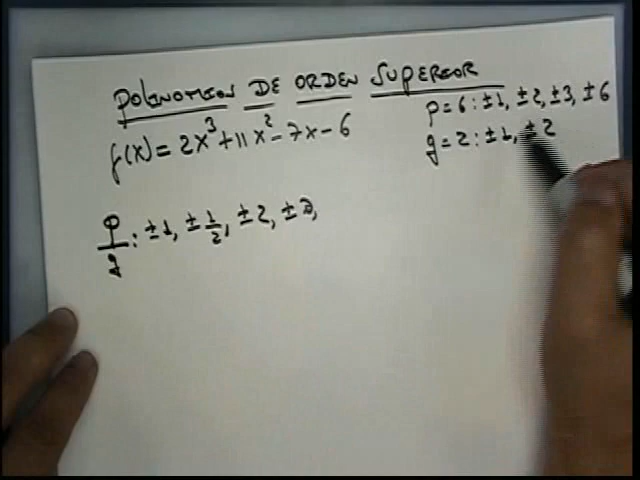 POLINOMIOS DE ORDEN SUPERIOR
f(x)=2x³+11x²-7x-6
p=6:±1, ±2, ±3, ±6
q=2:±1, ±2
p/q: ±1, ±1/2, ±2, ±3,